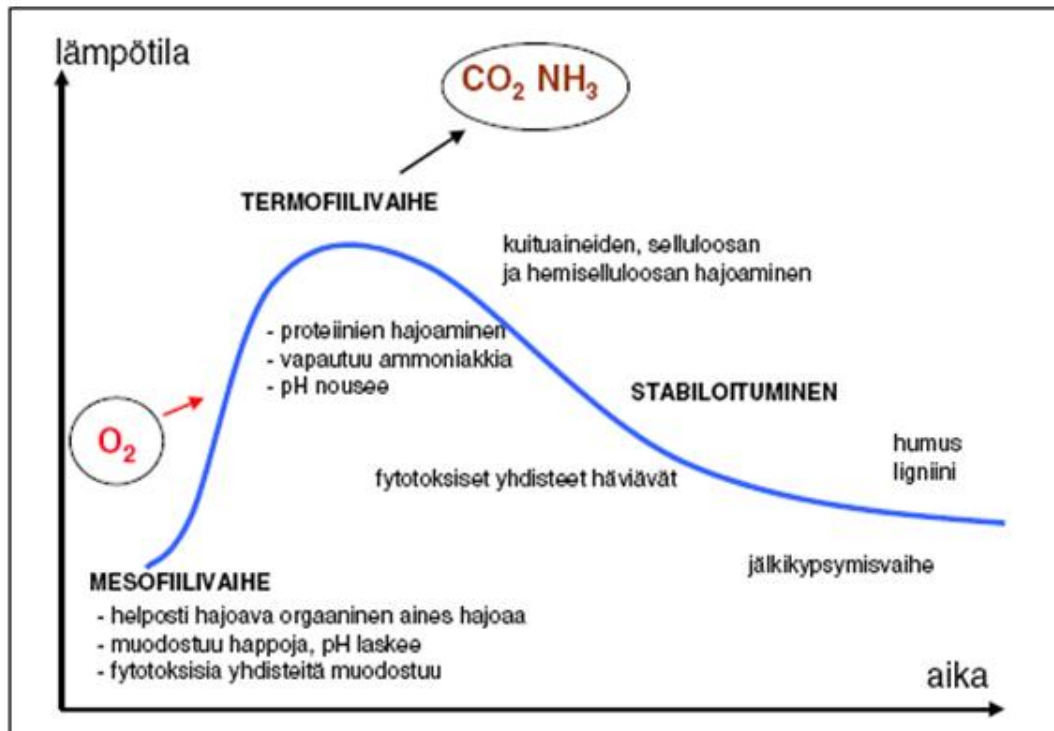 lämpötila
CO₂ NH₃
TERMOFIILIVAIHE
kuituaineiden, selluloosan
ja hemiselluloosan hajoaminen
- proteiinien hajoaminen
- vapautuu ammoniakkia
- pH nousee
STABILOITUMINEN
O₂
humus
ligniini
fytotoksiset yhdisteet häviävät
jälkikypsymisvaihe
MESOFIILIVAIHE
- helposti hajoava orgaaninen aines hajoaa
- muodostuu happoja, pH laskee
- fytotoksisia yhdisteitä muodostuu
aika